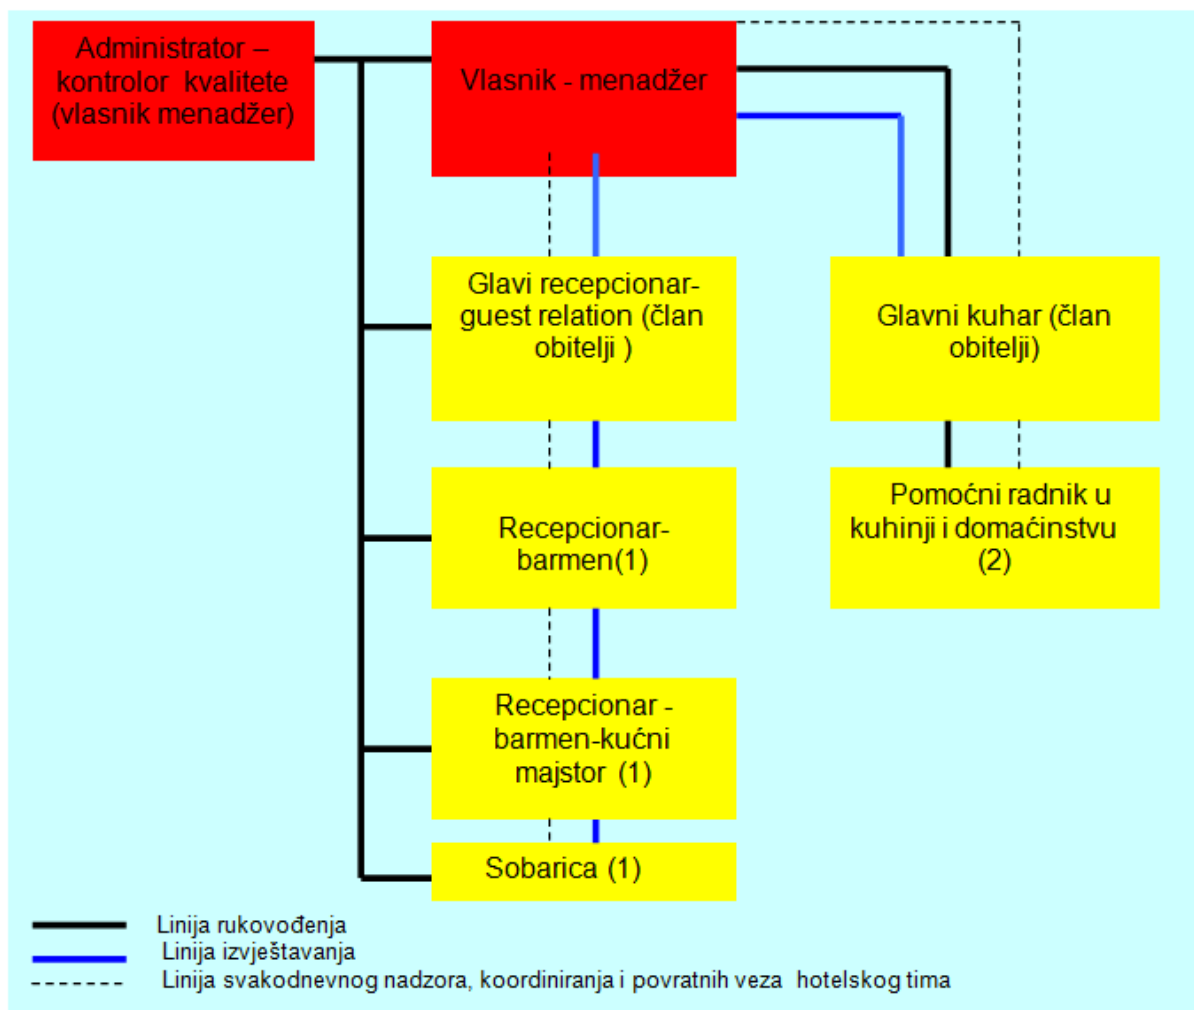 Administrator –
kontrolor kvalitete
(vlasnik menadžer)
Vlasnik - menadžer
Glavi recepcionar-
guest relation (član
obitelji )
Glavni kuhar (član
obitelji)
Recepcionar-
barmen(1)
Pomoćni radnik u
kuhinji i domaćinstvu
(2)
Recepcionar -
barmen-kućni
majstor (1)
Sobarica (1)
Linija rukovođenja
Linija izvještavanja
Linija svakodnevnog nadzora, koordiniranja i povratnih veza hotelskog tima